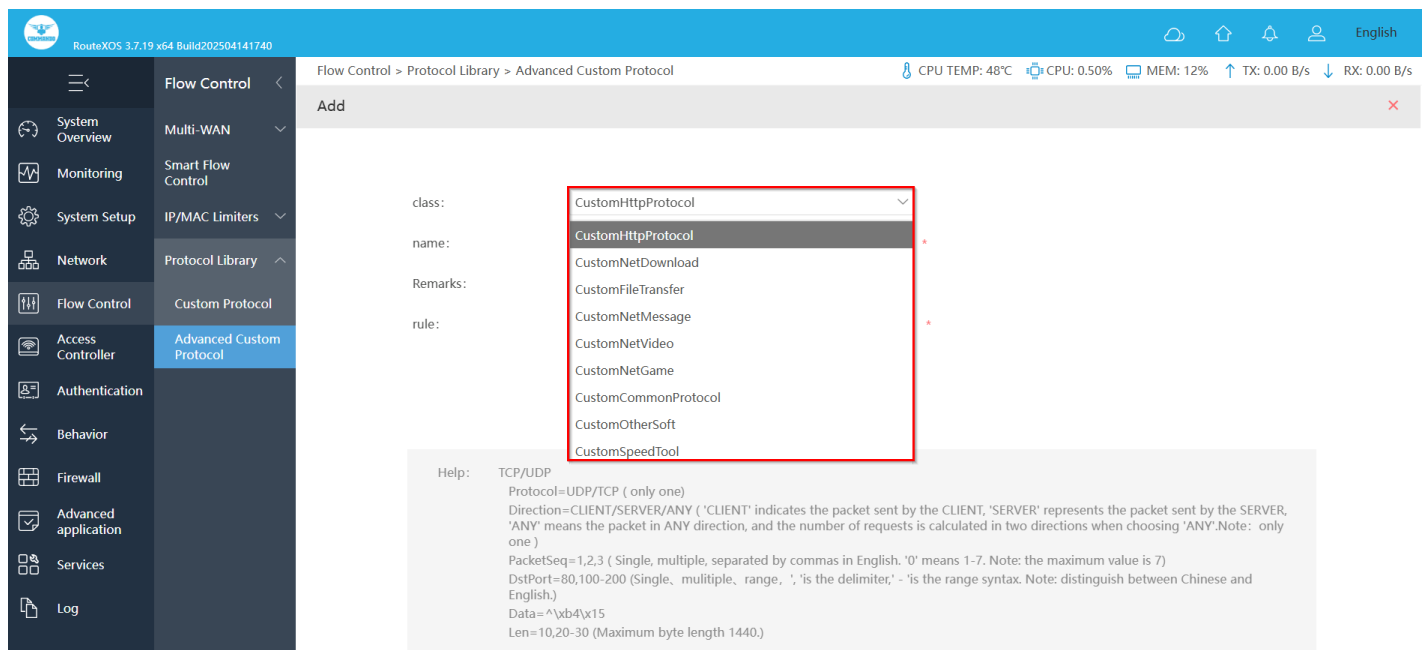 RouteXOS 3.7.19 x64 Build202504141740
English
Flow Control
Flow Control > Protocol Library > Advanced Custom Protocol
CPU TEMP: 48℃
CPU: 0.50%
MEM: 12%
TX: 0.00 B/s
RX: 0.00 B/s
Add
System
Overview
Monitoring
System Setup
Network
Flow Control
Access
Controller
Authentication
Behavior
Firewall
Advanced
application
Services
Log
Multi-WAN
Smart Flow
Control
IP/MAC Limiters
Protocol Library
Custom Protocol
Advanced Custom
Protocol
class:
CustomHttpProtocol
name:
*
Remarks:
rule:
*
CustomHttpProtocol
CustomNetDownload
CustomFileTransfer
CustomNetMessage
CustomNetVideo
CustomNetGame
CustomCommonProtocol
CustomOtherSoft
CustomSpeedTool
Help:
TCP/UDP
Protocol=UDP/TCP ( only one)
Direction=CLIENT/SERVER/ANY ( 'CLIENT' indicates the packet sent by the CLIENT, 'SERVER' represents the packet sent by the SERVER,
'ANY' means the packet in ANY direction, and the number of requests is calculated in two directions when choosing 'ANY'.Note：only
one )
PacketSeq=1,2,3 ( Single, multiple, separated by commas in English. '0' means 1-7. Note: the maximum value is 7)
DstPort=80,100-200 (Single、mulitiple、range，', 'is the delimiter,' - 'is the range syntax. Note: distinguish between Chinese and
English.)
Data=^\xb4\x15
Len=10,20-30 (Maximum byte length 1440.)